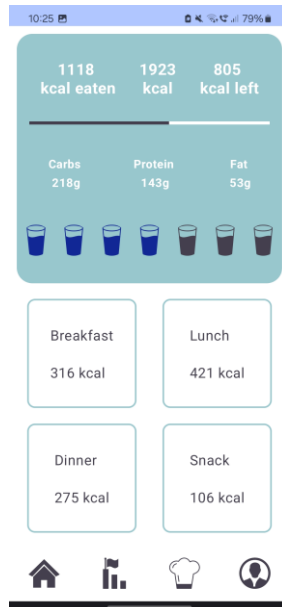 10:25 79%
1118 1923 805
kcal eaten kcal kcal left
Carbs Protein Fat
218g 143g 53g
Breakfast Lunch
316 kcal 421 kcal
Dinner Snack
275 kcal 106 kcal